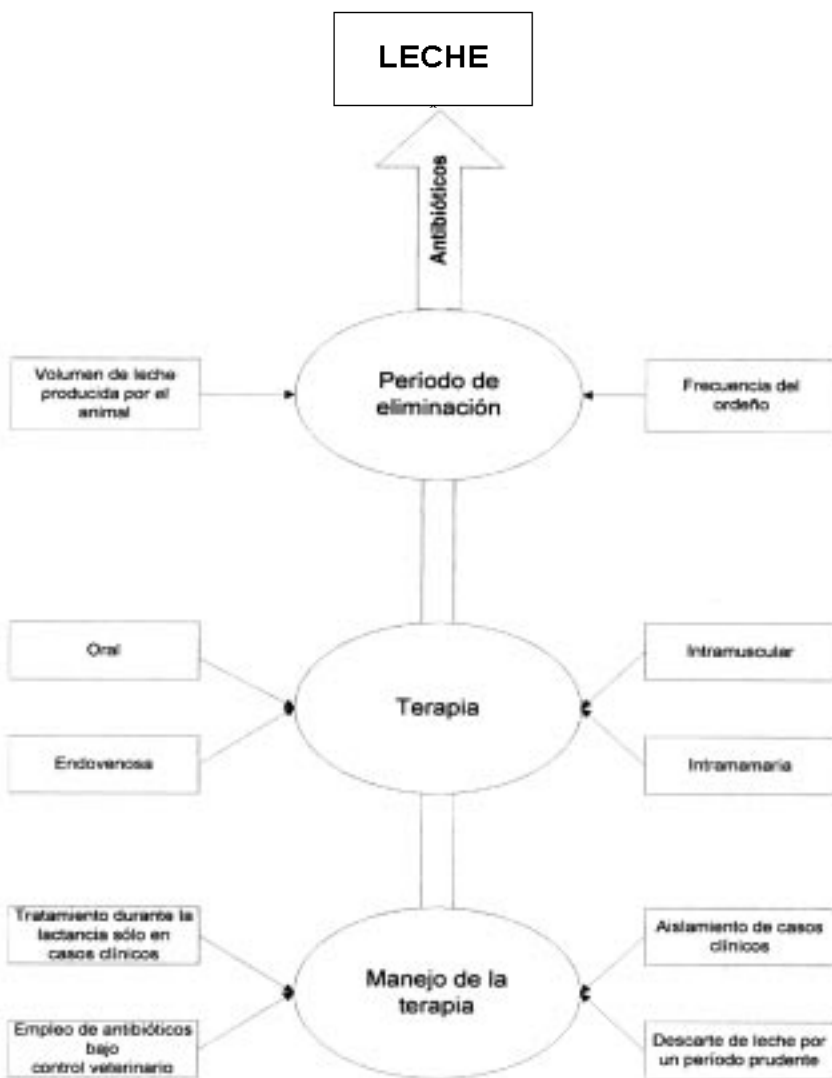 LECHE
Antibióticos
Volumen de leche
producida por el
animal
Período de
eliminación
Frecuencia del
ordeño
Oral
Endovenosa
Terapia
Intramuscular
Intramamaria
Tratamiento durante la
lactancia sólo en
casos clínicos
Empleo de antibióticos
bajo
control veterinario
Manejo de la
terapia
Aislamiento de casos
clínicos
Descarte de leche por
un período prudente